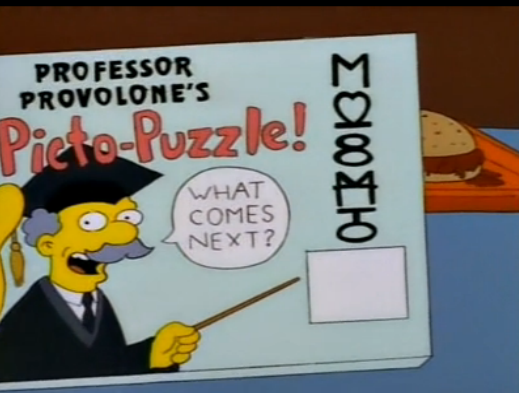 PROFESSOR
PROVOLONE'S
Picto-Puzzle!
WHAT
COMES
NEXT?